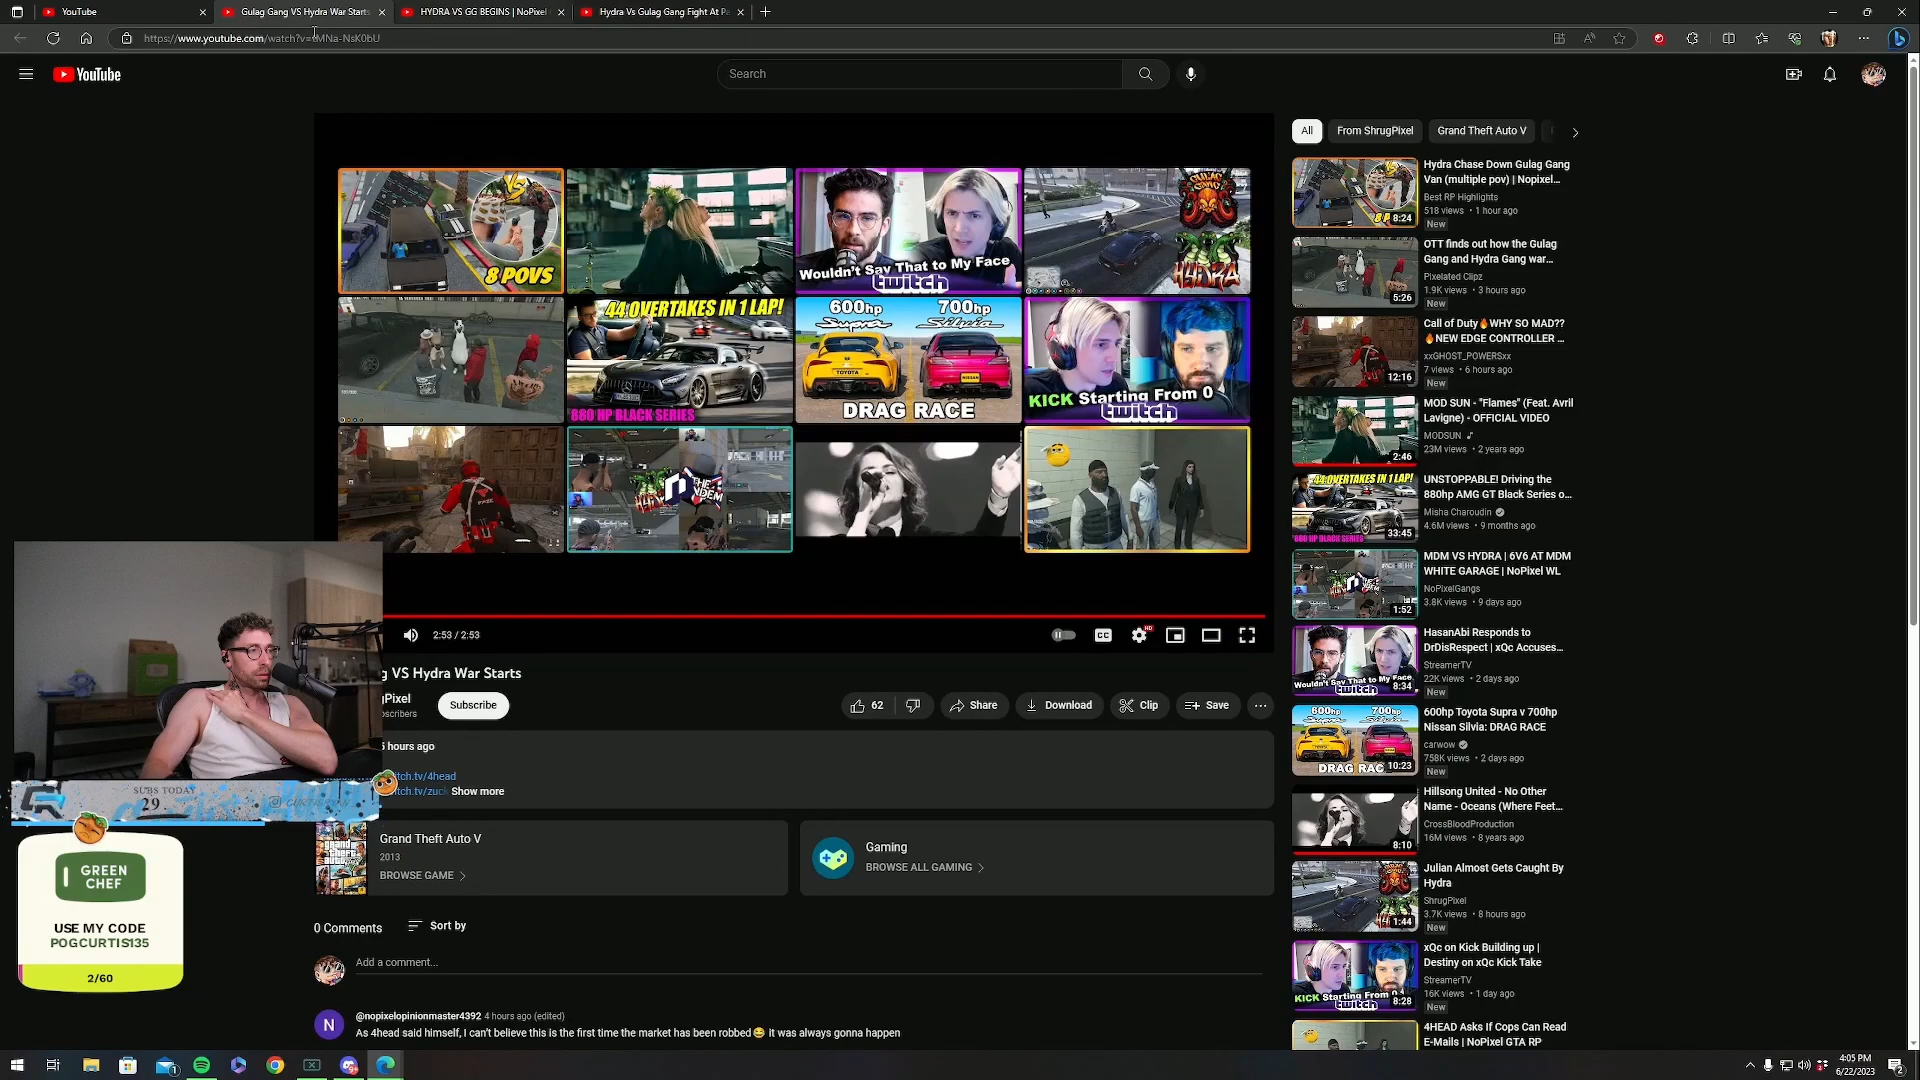 YouTube
Gulag Gang VS Hydra War Starts
HYDRA VS GG BEGINS | NoPixel
Hydra Vs Gulag Gang Fight At Pa
https://www.youtube.com/watch?v=
YouTube
Search
8 POVS
Wouldn't Say That to My Face
twitch
GULAG GANG
HYDRA
44 OVERTAKES IN 1 LAP!
880 HP BLACK SERIES
600hp
Supra
700hp
Silvia
TOYOTA
NISSAN
DRAG RACE
KICK Starting From 0
twitch
2:53 / 2:53
CC
HD
g VS Hydra War Starts
gPixel
bscribers
Subscribe
62
Share
Download
Clip
Save
hours ago
itch.tv/4head
itch.tv/zuck Show more
Grand Theft Auto V
2013
BROWSE GAME
Gaming
BROWSE ALL GAMING
0 Comments
Sort by
Add a comment...
N
@nopixelopinionmaster4392 4 hours ago (edited)
As 4head said himself, I can't believe this is the first time the market has been robbed😂 it was always gonna happen
SUBS TODAY
29
GREEN
CHEF
USE MY CODE
POGCURTIS135
2/60
All
From ShrugPixel
Grand Theft Auto V
Hydra Chase Down Gulag Gang
Van (multiple pov) | Nopixel...
Best RP Highlights
518 views • 1 hour ago
New
8:24
OTT finds out how the Gulag
Gang and Hydra Gang war...
Pixelated Clipz
1.9K views • 3 hours ago
New
5:26
Call of Duty🔥WHY SO MAD??
🔥NEW EDGE CONTROLLER ...
xxGHOST_POWERSxx
7 views • 6 hours ago
New
12:16
MOD SUN - "Flames" (Feat. Avril
Lavigne) - OFFICIAL VIDEO
MODSUN
23M views • 2 years ago
2:46
UNSTOPPABLE! Driving the
880hp AMG GT Black Series o...
Misha Charoudin
4.6M views • 9 months ago
33:45
MDM VS HYDRA | 6V6 AT MDM
WHITE GARAGE | NoPixel WL
NoPixelGangs
3.8K views • 9 days ago
1:52
HasanAbi Responds to
DrDisRespect | xQc Accuses...
StreamerTV
22K views • 2 days ago
New
8:34
600hp Toyota Supra v 700hp
Nissan Silvia: DRAG RACE
carwow
758K views • 2 days ago
New
10:23
Hillsong United - No Other
Name - Oceans (Where Feet...
CrossBloodProduction
16M views • 8 years ago
8:10
Julian Almost Gets Caught By
Hydra
ShrugPixel
3.7K views • 8 hours ago
New
1:44
xQc on Kick Building up |
Destiny on xQc Kick Take
StreamerTV
16K views • 1 day ago
New
8:28
4HEAD Asks If Cops Can Read
E-Mails | NoPixel GTA RP
4:05 PM
6/22/2023